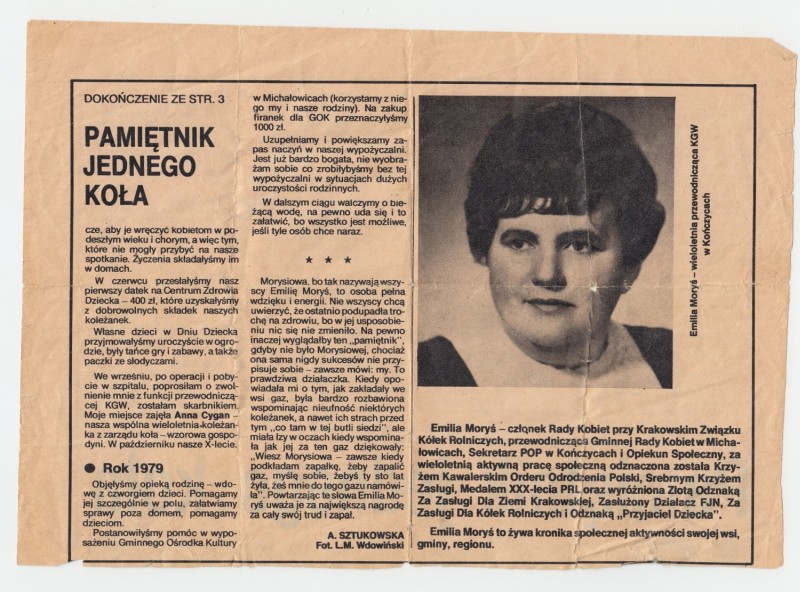 DOKOŃCZENIE ZE STR. 3
PAMIĘTNIK
JEDNEGO
KOŁA
cze, aby je wręczyć kobietom w po-
deszłym wieku i chorym, a więc tym,
które nie mogły przybyć na nasze
spotkanie. Życzenia składałyśmy im
w domach.
W czerwcu przesłałyśmy nasz
pierwszy datek na Centrum Zdrowia
Dziecka – 400 zł, które uzyskałyśmy
z dobrowolnych składek naszych
koleżanek.
Własne dzieci w Dniu Dziecka
przyjmowałyśmy uroczyście w ogro-
dzie, były tańce gry i zabawy, a także
paczki ze słodyczami.
We wrześniu, po operacji i poby-
cie w szpitalu, poprosiłam o zwol-
nienie mnie z funkcji przewodniczą-
cej KGW, zostałam skarbnikiem.
Moje miejsce zajęła Anna Cygan –
nasza wspólna wieloletnia-koleżan-
ka z zarządu koła – wzorowa gospo-
dyni. W październiku nasze X-lecie.
● Rok 1979
Objęłyśmy opieką rodzinę – wdo-
wę z czworgiem dzieci. Pomagamy
jej szczególnie w polu, załatwiamy
sprawy poza domem, pomagamy
dzieciom.
Postanowiłyśmy pomóc w wypo-
sażeniu Gminnego Ośrodka Kultury
w Michałowicach (korzystamy z nie-
go my i nasze rodziny). Na zakup
firanek dla GOK przeznaczyłyśmy
1000 zł.
Uzupełniamy i powiększamy za-
pas naczyń w naszej wypożyczalni.
Jest już bardzo bogata, nie wyobra-
żam sobie co zrobiłybyśmy bez tej
wypożyczalni w sytuacjach dużych
uroczystości rodzinnych.
W dalszym ciągu walczymy o bie-
żącą wodę, na pewno uda się i to
załatwić, bo wszystko jest możliwe,
jeśli tyle osób chce naraz.
★ ★ ★
Morysiowa, bo tak nazywają wszy-
scy Emilię Moryś, to osoba pełna
wdzięku i energii. Nie wszyscy chcą
uwierzyć, że ostatnio podupadła tro-
chę na zdrowiu, bo w jej usposobie-
niu nic się nie zmieniło. Na pewno
inaczej wyglądałby ten „pamiętnik",
gdyby nie było Morysiowej, chociaż
ona sama nigdy sukcesów nie przy-
pisuje sobie – zawsze mówi: my. To
prawdziwa działaczka. Kiedy opo-
wiadała mi o tym, jak zakładały we
wsi gaz, była bardzo rozbawiona
wspominając nieufność niektórych
koleżanek, a nawet ich strach przed
tym „co tam w tej butli siedzi", ale
miała łzy w oczach kiedy wspomina-
ła jak jej za ten gaz dziękowały:
"Wiesz Morysiowa – zawsze kiedy
podkładam zapałkę, żeby zapalić
gaz, myślę sobie, żebyś ty sto lat
żyła, żeś mnie do tego gazu namówi-
ła". Powtarzając te słowa Emilia Mo-
ryś uważa je za największą nagrodę
za cały swój trud i zapał.
A. SZTUKOWSKA
Fot. L.M. Wdowiński
Emilia Moryś – wieloletnia przewodnicząca KGW
w Kończycach
Emilia Moryś – członek Rady Kobiet przy Krakowskim Związku
Kółek Rolniczych, przewodnicząca Gminnej Rady Kobiet w Micha-
łowicach, Sekretarz POP w Kończycach i Opiekun Społeczny, za
wieloletnią aktywną pracę społeczną odznaczona została Krzy-
żem Kawalerskim Orderu Odrodzenia Polski, Srebrnym Krzyżem
Zasługi, Medalem XXX-lecia PRL oraz wyróżniona Złotą Odznaką
Za Zasługi Dla Ziemi Krakowskiej, Zasłużony Działacz FJN, Za
Zasługi Dla Kółek Rolniczych i Odznaką „Przyjaciel Dziecka".
Emilia Moryś to żywa kronika społecznej aktywności swojej wsi,
gminy, regionu.